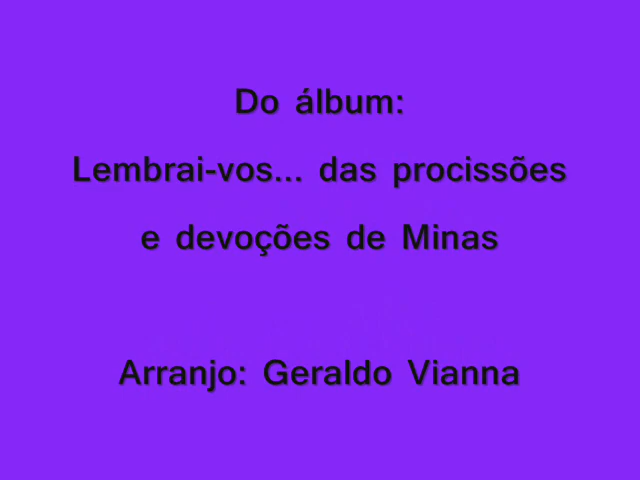 Do álbum:
Lembrai-vos... das procissões
e devoções de Minas
Arranjo: Geraldo Vianna